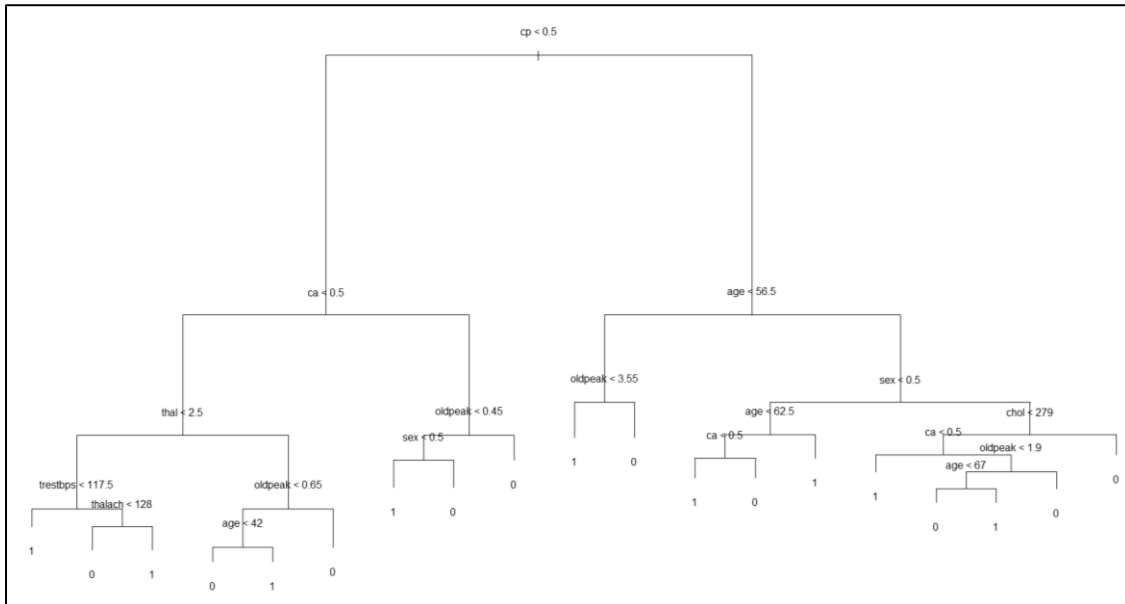 cp < 0.5
ca < 0.5
age < 56.5
oldpeak < 3.55
sex < 0.5
thal < 2.5
oldpeak < 0.45
age < 62.5
chol < 279
sex < 0.5
ca < 0.5
ca < 0.5
oldpeak < 1.9
1
0
age < 67
1
0
trestbps < 117.5
oldpeak < 0.65
0
1
0
1
0
1
1
0
thalach < 128
0
1
0
age < 42
1
0
0
1
0
1